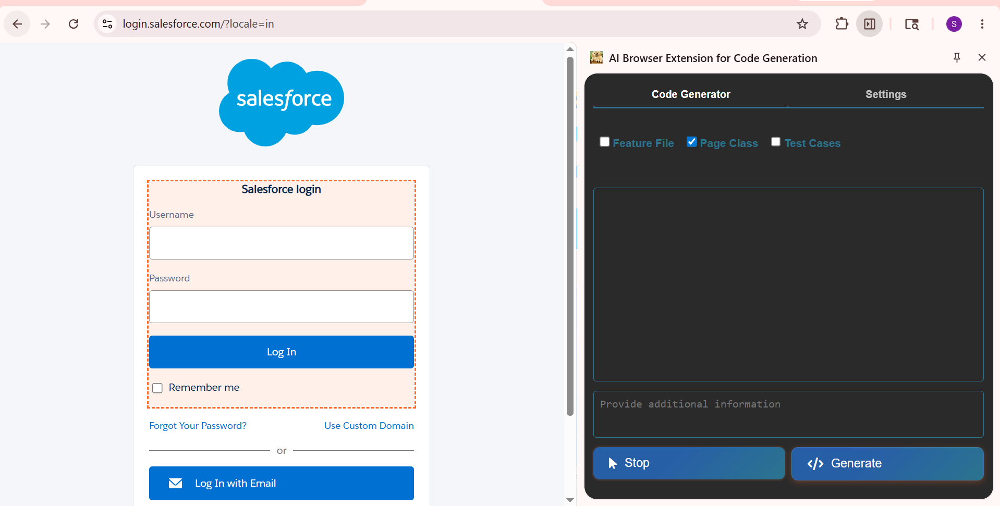 login.salesforce.com/?locale=in
S
salesforce
Salesforce login
Username
Password
Log In
Remember me
Forgot Your Password?
Use Custom Domain
or
Log In with Email
AI Browser Extension for Code Generation
Code Generator
Settings
Feature File
Page Class
Test Cases
Provide additional information
Stop
</> Generate